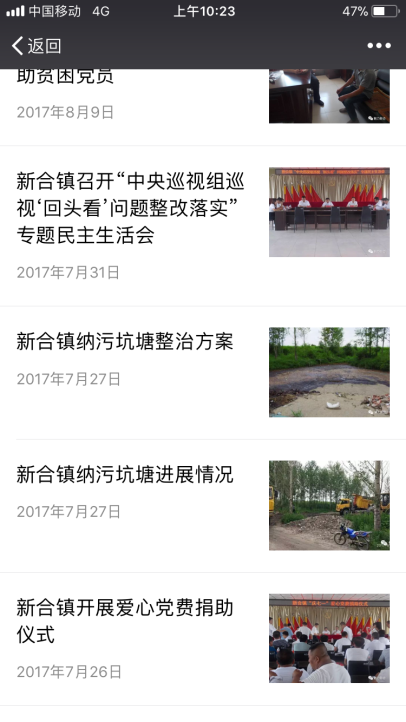 中国移动 4G 上午10:23 47%
返回
助贫困党员
2017年8月9日
新合镇召开“中央巡视组巡
视‘回头看’问题整改落实”
专题民主生活会
2017年7月31日
新合镇纳污坑塘整治方案
2017年7月27日
新合镇纳污坑塘进展情况
2017年7月27日
新合镇开展爱心党费捐助
仪式
2017年7月26日